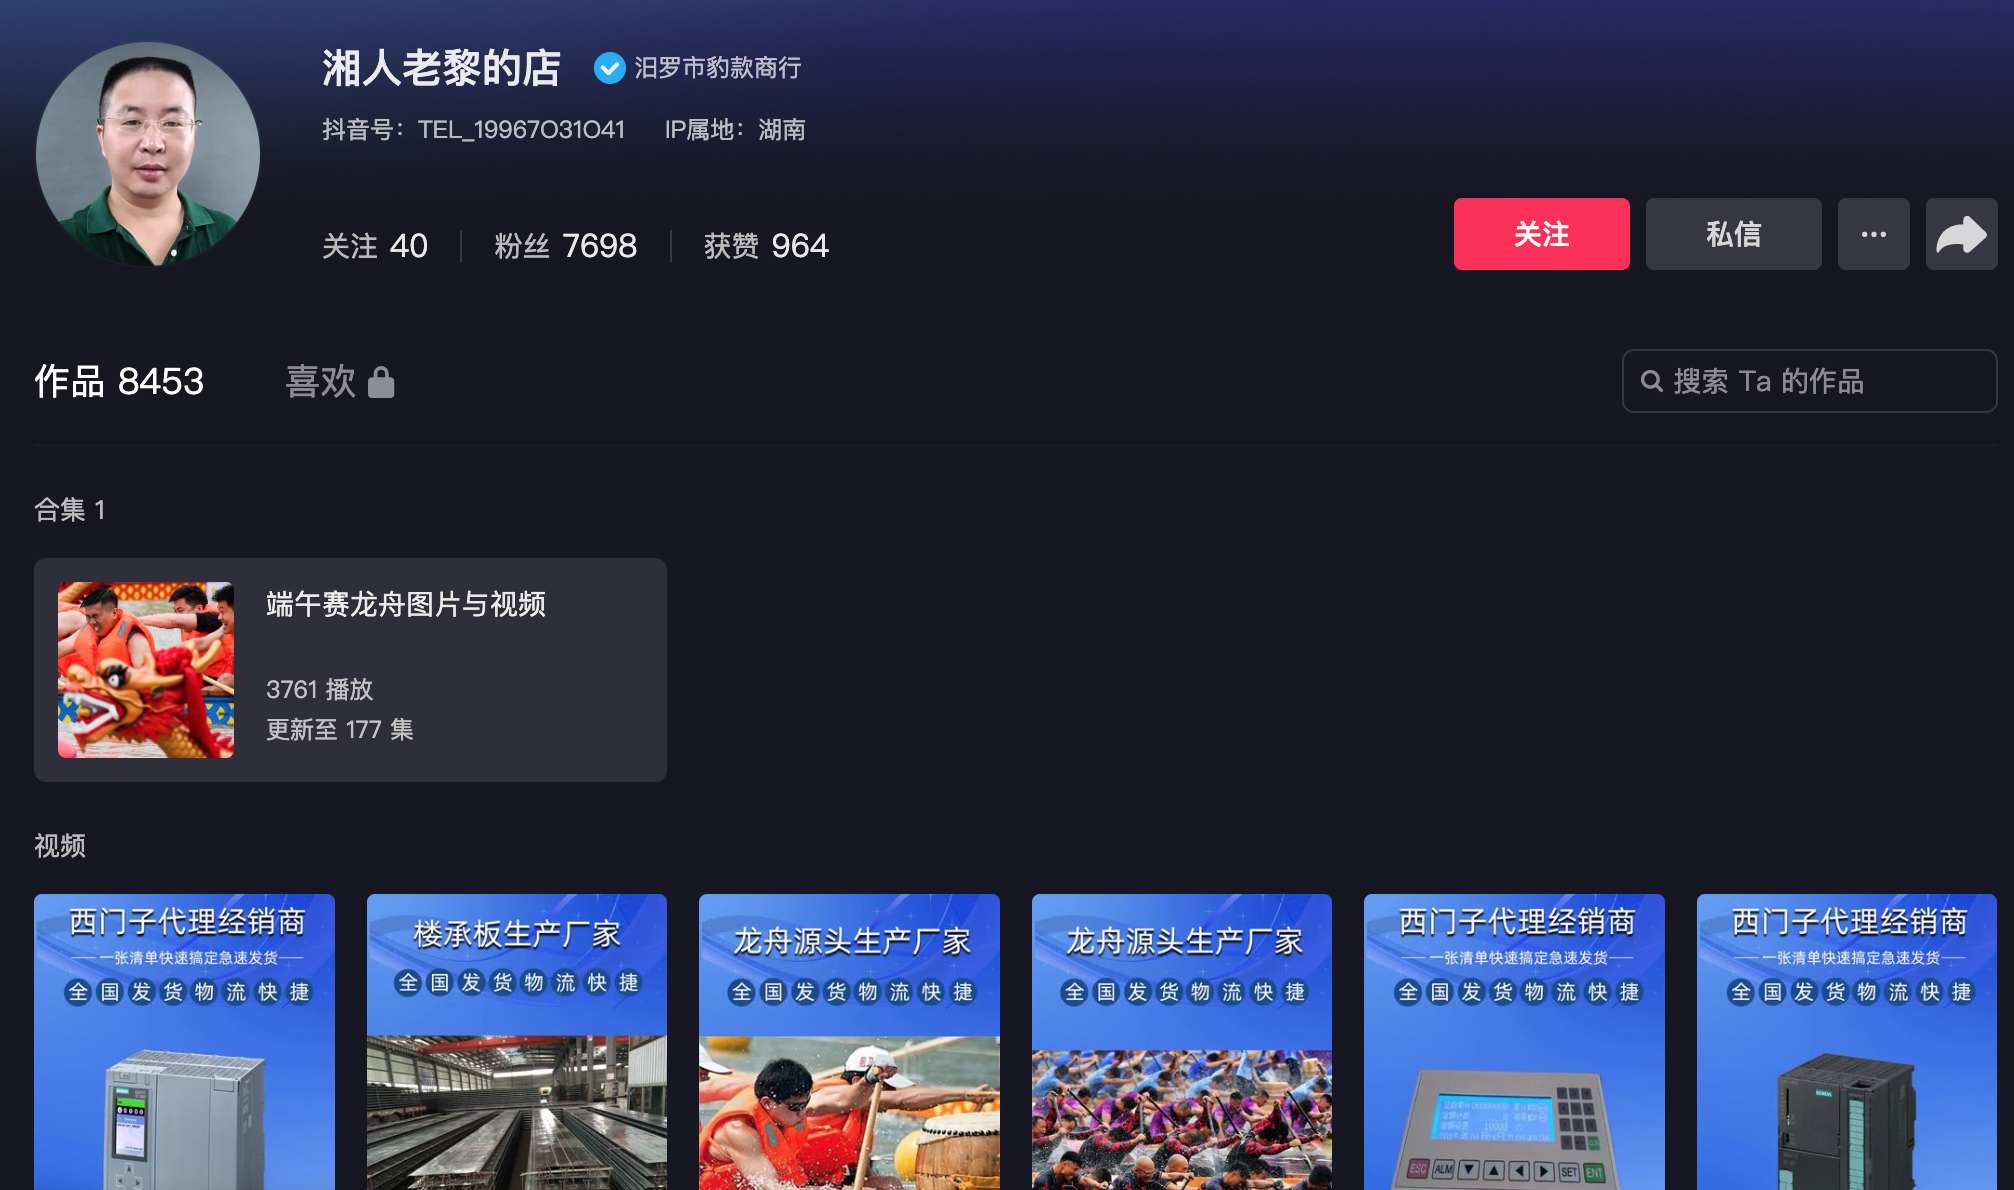 湘人老黎的店
汨罗市豹款商行
抖音号：TEL_19967O31O41 IP属地：湖南
关注 40 粉丝 7698 获赞 964
关注
私信
作品 8453
喜欢
搜索 Ta 的作品
合集 1
端午赛龙舟图片与视频
3761 播放
更新至 177 集
视频
西门子代理经销商
一张清单快速搞定急速发货
全国发货物流快捷
SIEMENS
楼承板生产厂家
全国发货物流快捷
龙舟源头生产厂家
全国发货物流快捷
龙舟源头生产厂家
全国发货物流快捷
西门子代理经销商
一张清单快速搞定急速发货
全国发货物流快捷
ESC ALM SET ENT
西门子代理经销商
一张清单快速搞定急速发货
全国发货物流快捷
SIEMENS